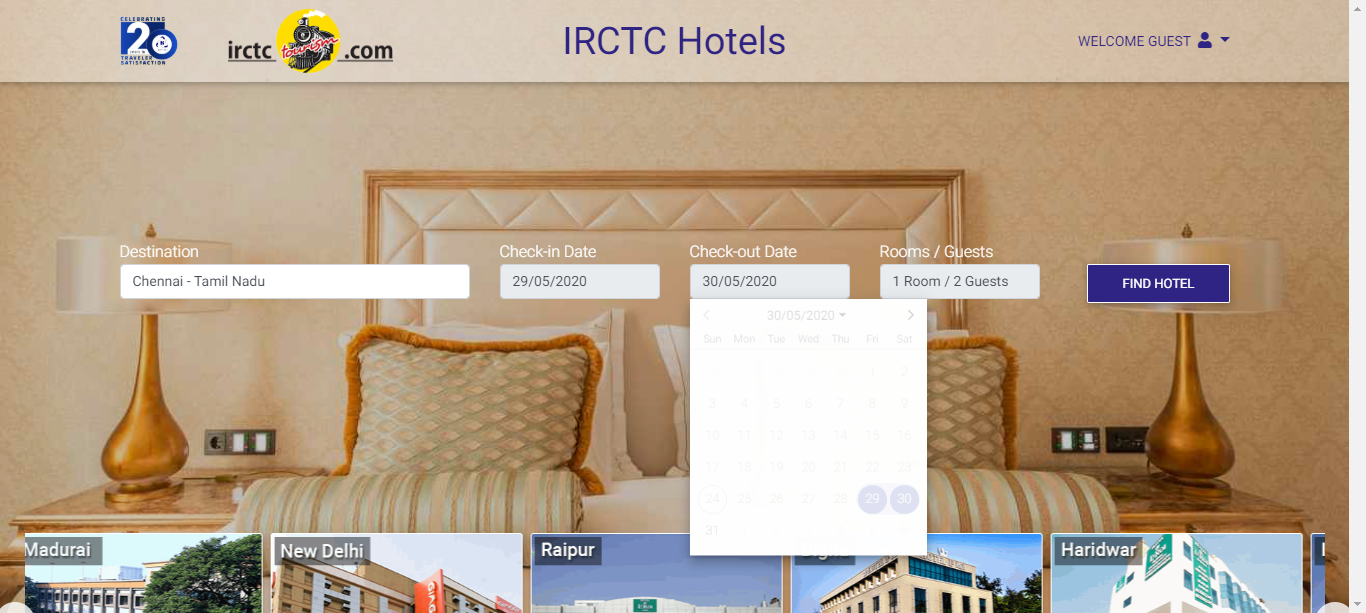 CELEBRATING
20
TRAVELER
SATISFACTION
irctc tourism .com
IRCTC Hotels
WELCOME GUEST
Destination
Check-in Date
Check-out Date
Rooms / Guests
Chennai - Tamil Nadu
29/05/2020
30/05/2020
1 Room / 2 Guests
FIND HOTEL
30/05/2020
Sun Mon Tue Wed Thu Fri Sat
1 2
3 4 5 6 7 8 9
10 11 12 13 14 15 16
17 18 19 20 21 22 23
24 25 26 27 28 29 30
31
Madurai
New Delhi
Raipur
Haridwar